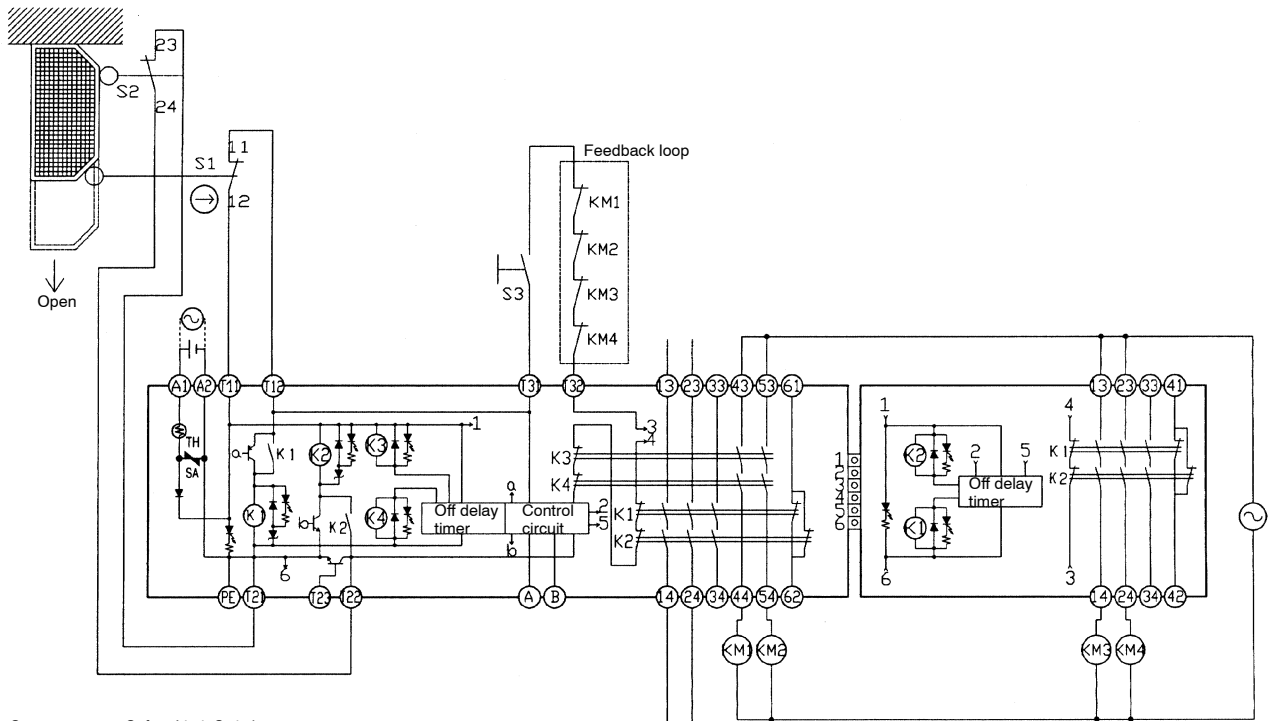 23
S2
24
11
S1
12
Open
Feedback loop
KM1
KM2
KM3
KM4
S3
A1 A2 T11 T12 T31 T32 13 23 33 43 53 61
13 23 33 41
TH
SA
a
K1
K2
K3
1
3
4
K1
b
K2
K4
Off delay
timer
a
Control
circuit
b
2
5
6
K3
K4
K1
K2
1
2
3
4
5
6
1
K2
2
5
Off delay
timer
K1
6
4
K1
K2
3
PE T21 T23 T22 A B 14 24 34 44 54 62
14 24 34 42
KM1 KM2
KM3 KM4